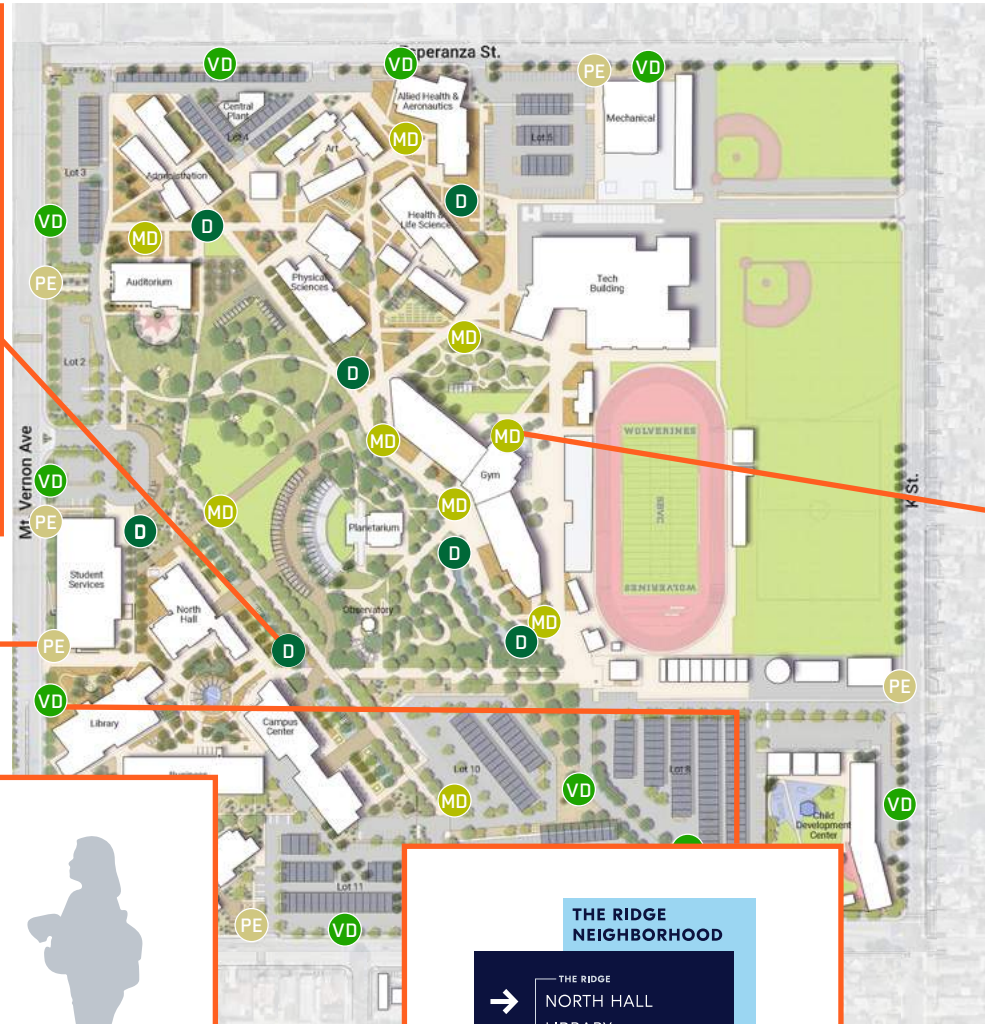 Esperanza St.
VD
VD
PE
VD
Central
Plant
Lot 4
Allied Health &
Aeronautics
Mechanical
Lot 5
MD
Art
Lot 3
Administration
D
VD
D
MD
Health &
Life Science
PE
Auditorium
Physical
Sciences
Tech
Building
MD
Lot 2
D
WOLVERINES
MD
MD
Gym
Mt. Vernon Ave
VD
K St.
MD
MD
SBVC
PE
D
Planetarium
D
Student
Services
WOLVERINES
North
Hall
Observatory
MD
D
PE
D
PE
VD
Library
Campus
Center
Business
Lot 10
Lot 8
MD
VD
VD
Child
Development
Center
Lot 11
PE
VD
THE RIDGE
NEIGHBORHOOD
THE RIDGE
→ NORTH HALL
LIBRARY